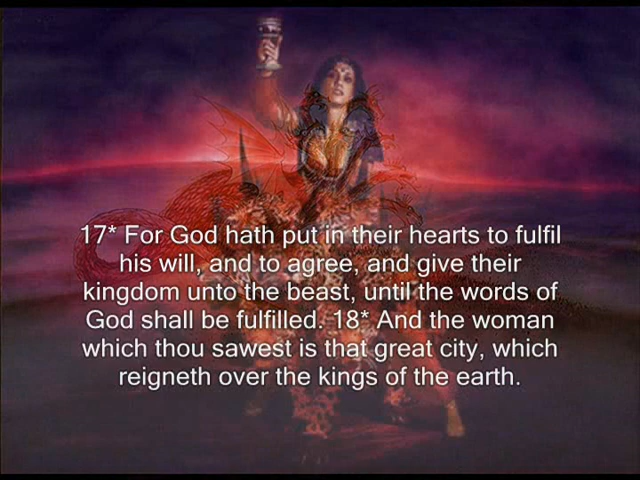 17* For God hath put in their hearts to fulfil
his will, and to agree, and give their
kingdom unto the beast, until the words of
God shall be fulfilled. 18* And the woman
which thou sawest is that great city, which
reigneth over the kings of the earth.